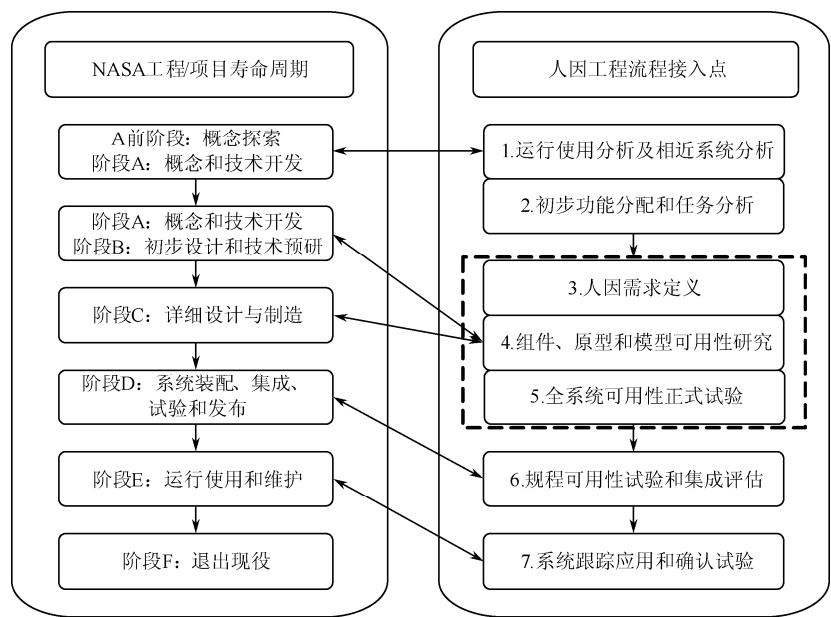 NASA工程/项目寿命周期
A前阶段：概念探索
阶段A：概念和技术开发
阶段A：概念和技术开发
阶段B：初步设计和技术预研
阶段C：详细设计与制造
阶段D：系统装配、集成、
试验和发布
阶段E：运行使用和维护
阶段F：退出现役
人因工程流程接入点
1.运行使用分析及相近系统分析
2.初步功能分配和任务分析
3.人因需求定义
4.组件、原型和模型可用性研究
5.全系统可用性正式试验
6.规程可用性试验和集成评估
7.系统跟踪应用和确认试验